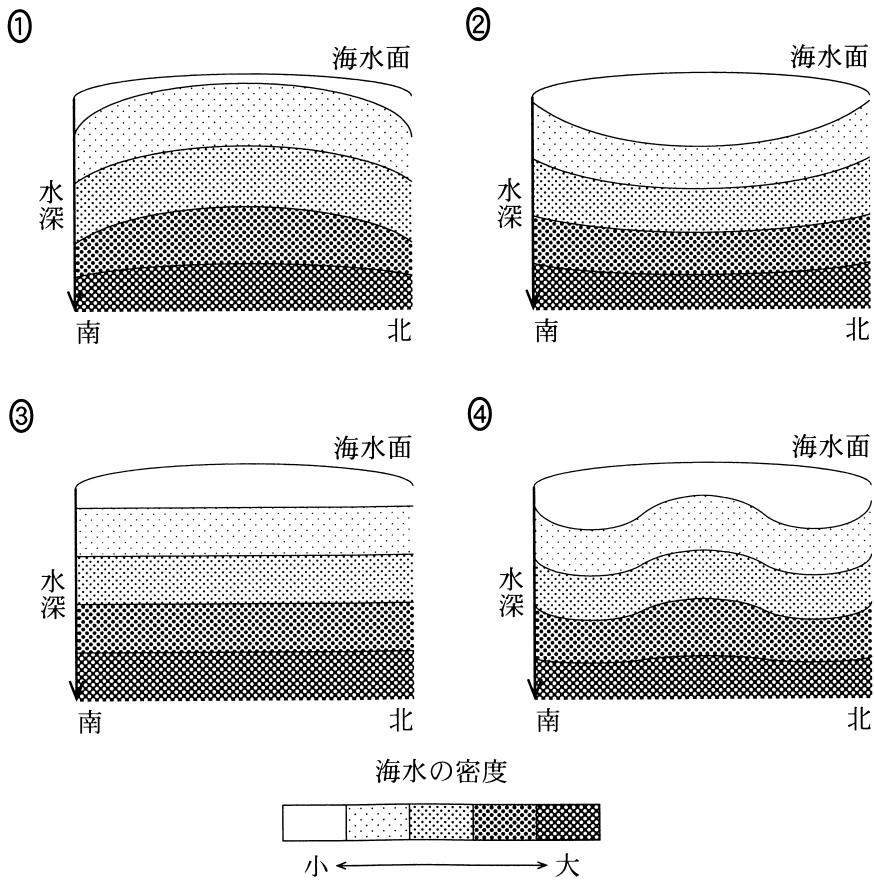 ①
海水面
水深
南
北
②
海水面
水深
南
北
③
海水面
水深
南
北
④
海水面
水深
南
北
海水の密度
小
大